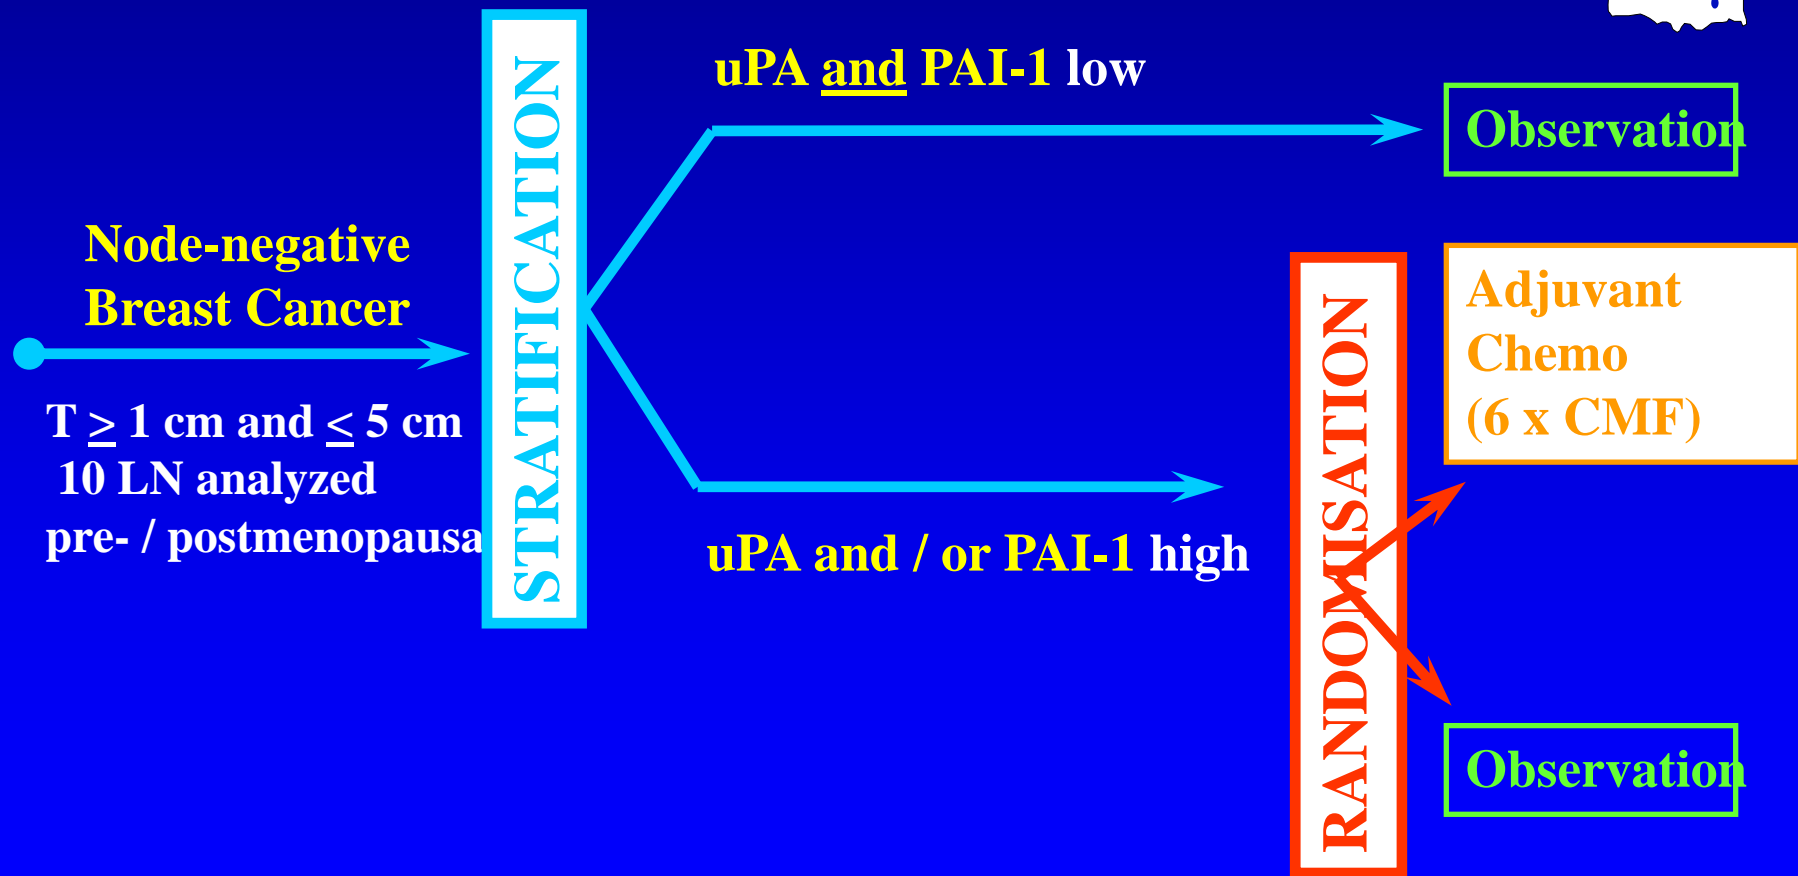 Node-negative
Breast Cancer
T ≥ 1 cm and ≤ 5 cm
10 LN analyzed
pre- / postmenopausa
STRATIFICATION
uPA and PAI-1 low
Observation
uPA and / or PAI-1 high
RANDOMISATION
Adjuvant
Chemo
(6 x CMF)
Observation